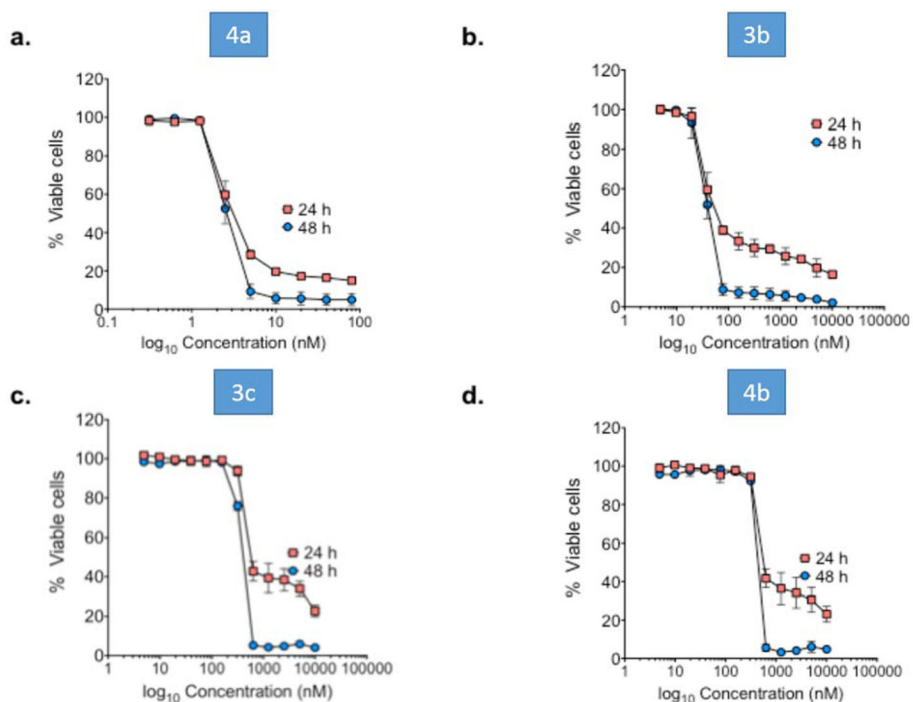 a.
4a
120
100
80
60
40
20
0
% Viable cells
24 h
48 h
0.1 1 10 100
log10 Concentration (nM)
b.
3b
120
100
80
60
40
20
0
% Viable cells
24 h
48 h
1 10 100 1000 10000 100000
log10 Concentration (nM)
c.
3c
120
100
80
60
40
20
0
% Viable cells
24 h
48 h
1 10 100 1000 10000 100000
log10 Concentration (nM)
d.
4b
120
100
80
60
40
20
0
% Viable cells
24 h
48 h
1 10 100 1000 10000 100000
log10 Concentration (nM)